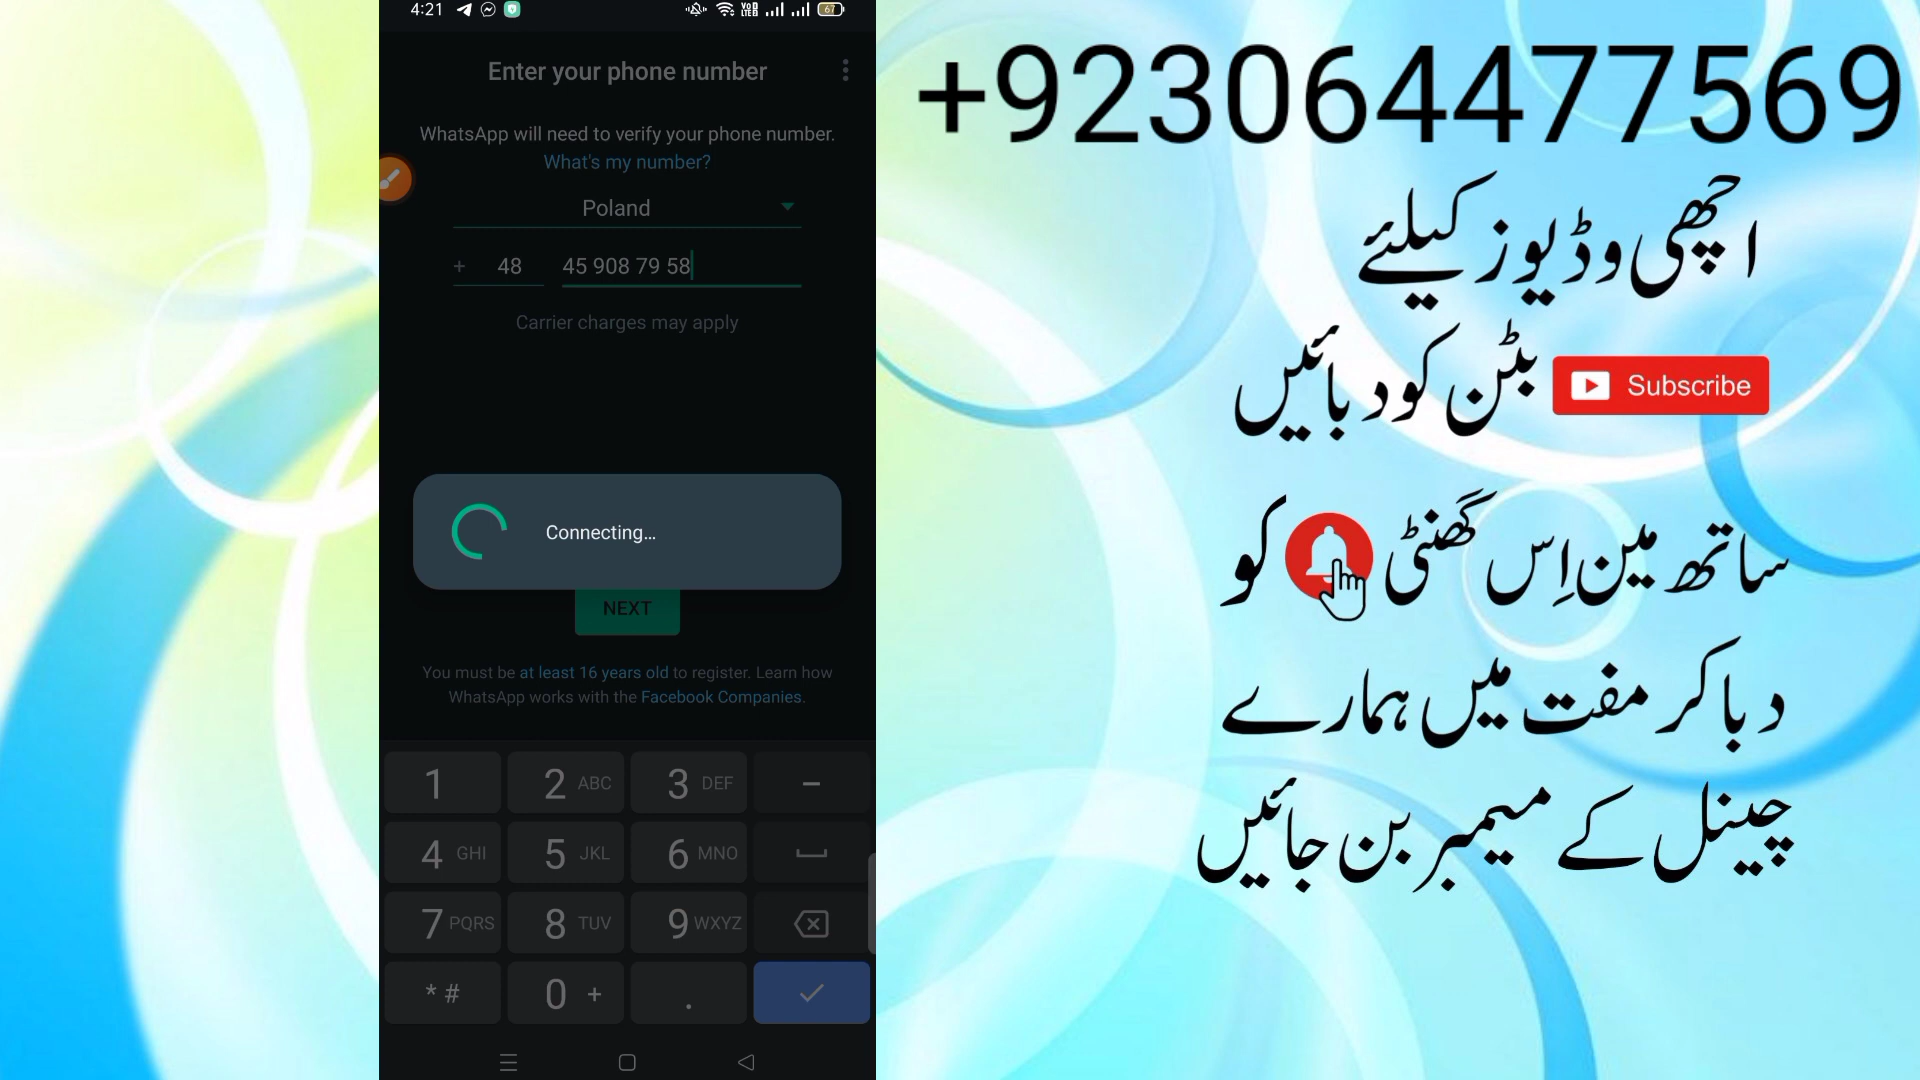 4:21
67
Enter your phone number
WhatsApp will need to verify your phone number.
What's my number?
Poland
+ 48 45 908 79 58
Carrier charges may apply
Connecting...
NEXT
You must be at least 16 years old to register. Learn how
WhatsApp works with the Facebook Companies.
1 2 ABC 3 DEF -
4 GHI 5 JKL 6 MNO
7 PQRS 8 TUV 9 WXYZ
* # 0 + .
+923064477569
اچھی وڈیوز کیلئے
Subscribe بٹن کو دبائیں
ساتھ مین اِس گھنٹی کو
دبا کر مفت میں ہمارے
چینل کے میمبر بن جائیں